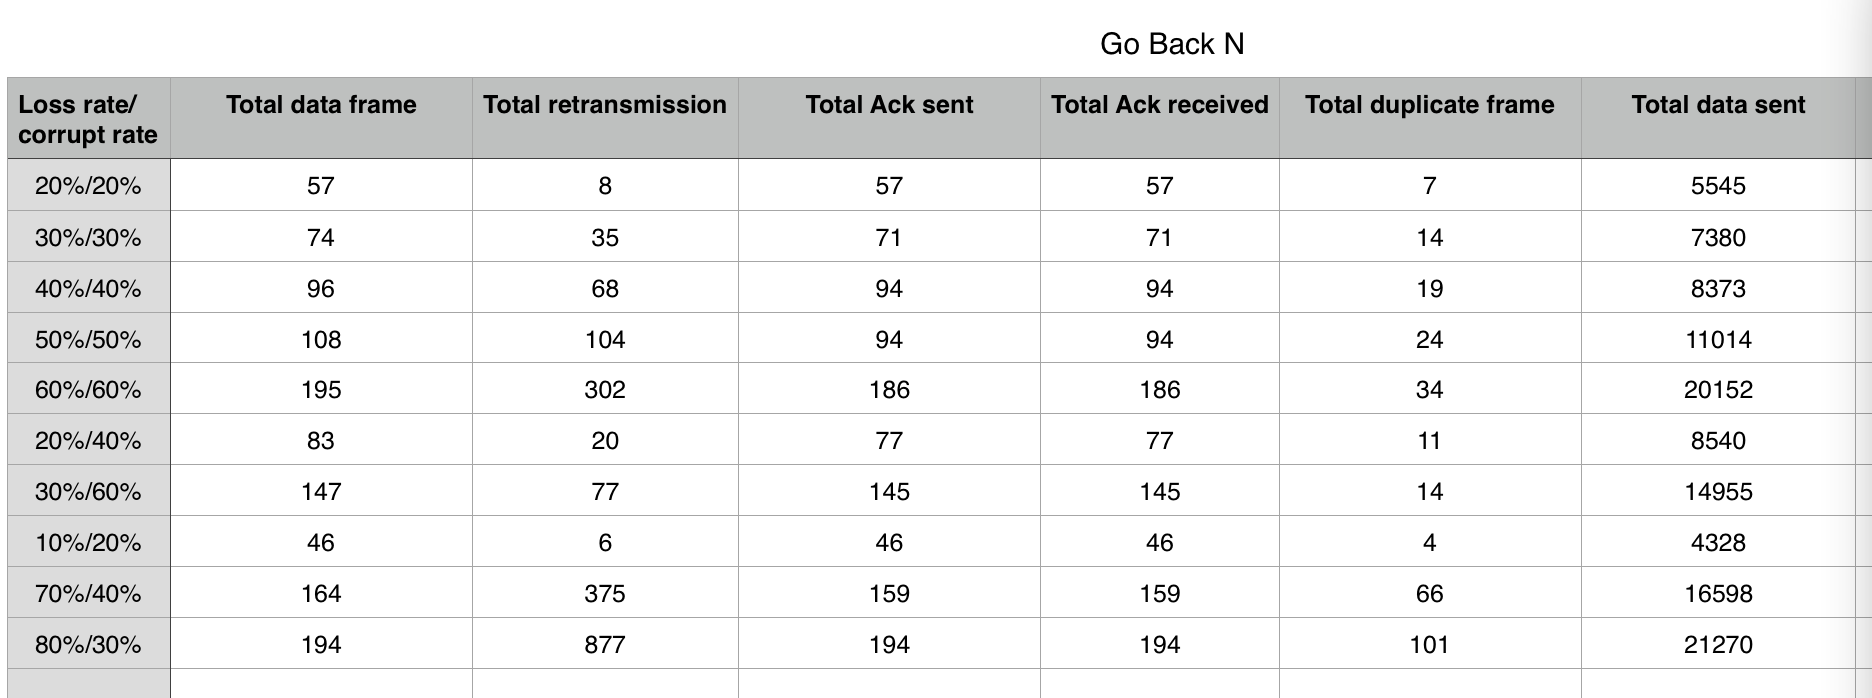 Go Back N
Loss rate/ Total data frame Total retransmission Total Ack sent Total Ack received Total duplicate frame Total data sent
corrupt rate
20%/20% 57 8 57 57 7 5545
30%/30% 74 35 71 71 14 7380
40%/40% 96 68 94 94 19 8373
50%/50% 108 104 94 94 24 11014
60%/60% 195 302 186 186 34 20152
20%/40% 83 20 77 77 11 8540
30%/60% 147 77 145 145 14 14955
10%/20% 46 6 46 46 4 4328
70%/40% 164 375 159 159 66 16598
80%/30% 194 877 194 194 101 21270